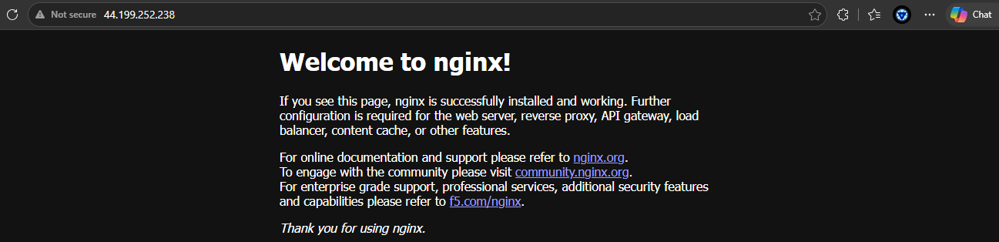 Not secure 44.199.252.238
Chat
Welcome to nginx!
If you see this page, nginx is successfully installed and working. Further
configuration is required for the web server, reverse proxy, API gateway, load
balancer, content cache, or other features.
For online documentation and support please refer to nginx.org.
To engage with the community please visit community.nginx.org.
For enterprise grade support, professional services, additional security features
and capabilities please refer to f5.com/nginx.
Thank you for using nginx.